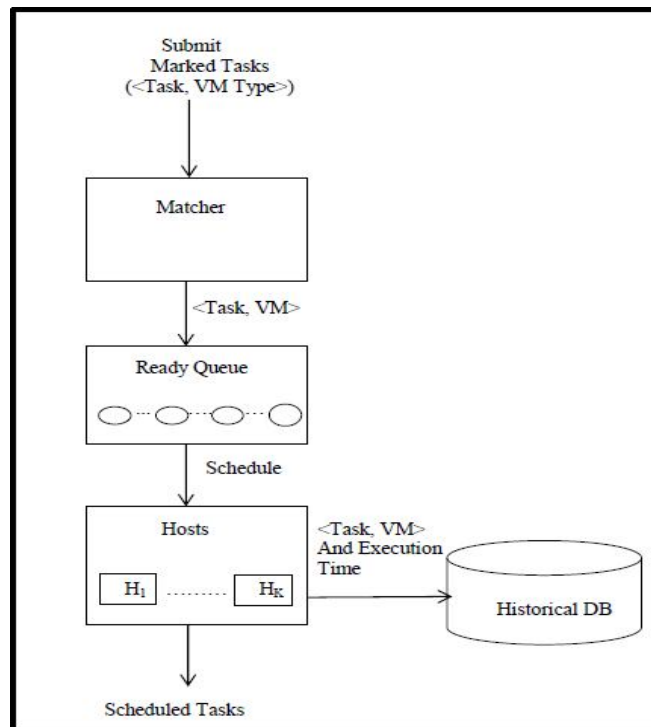 Submit
Marked Tasks
(<Task, VM Type>)
Matcher
<Task, VM>
Ready Queue
Schedule
Hosts
H1 ........ HK
<Task, VM>
And Execution
Time
Historical DB
Scheduled Tasks